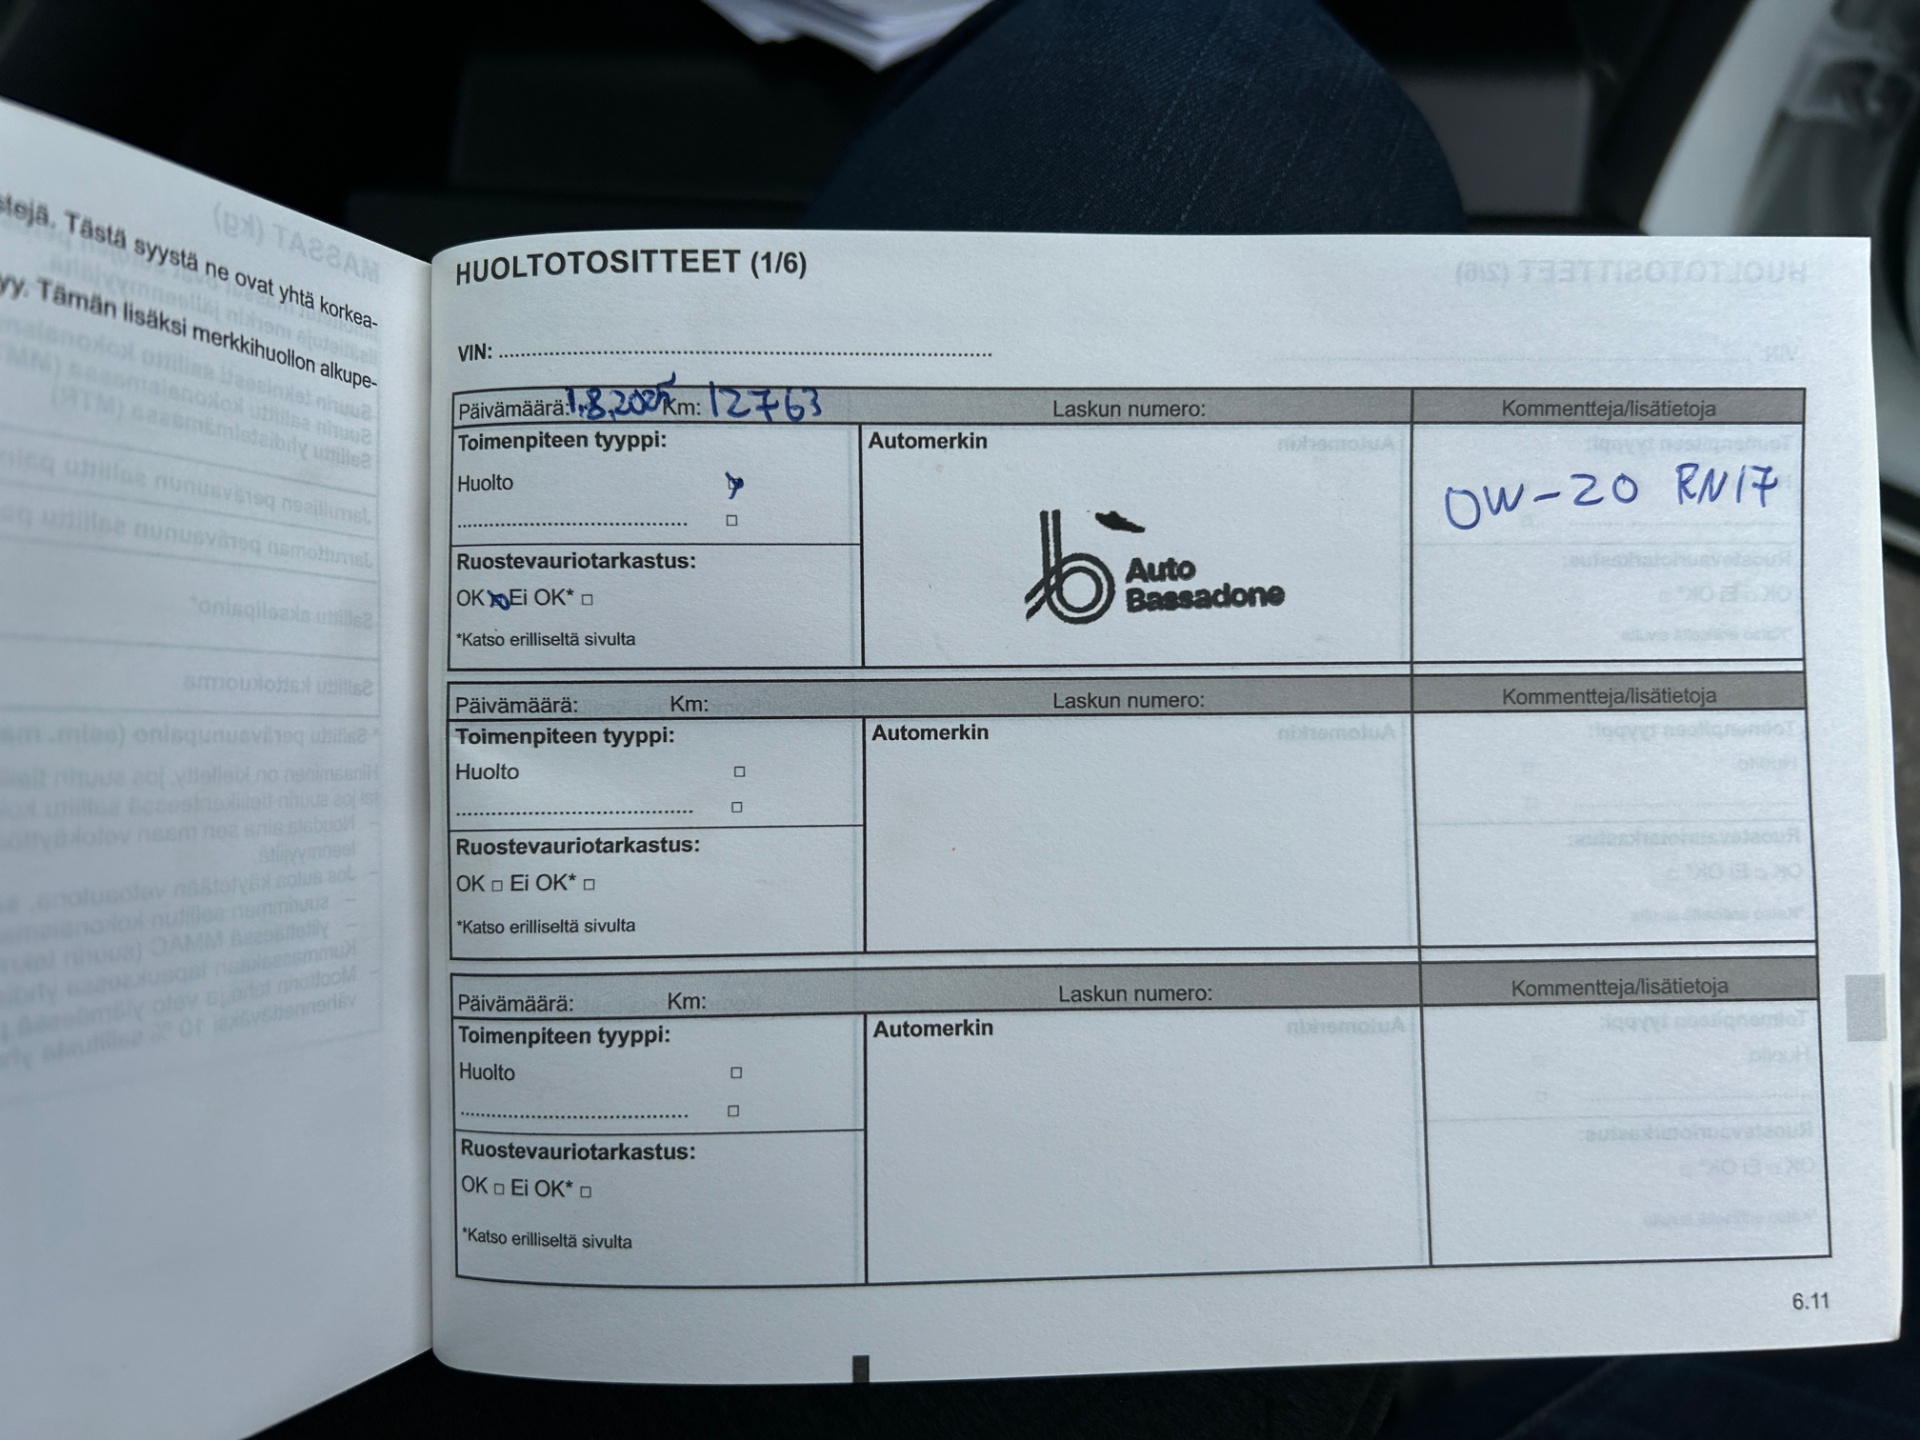 stejä. Tästä syystä ne ovat yhtä korkea-
yy. Tämän lisäksi merkkihuollon alkupe-
HUOLTOTOSITTEET (1/6)
VIN:
Päivämäärä: 1.8.2025 Km: 12763 Laskun numero: Kommentteja/lisätietoja
Toimenpiteen tyyppi:
Automerkin
Huolto
0W-20 RN17
Auto
Bassadone
Ruostevauriotarkastus:
OK Ei OK* □
*Katso erilliseltä sivulta
Päivämäärä: Km: Laskun numero: Kommentteja/lisätietoja
Toimenpiteen tyyppi:
Automerkin
Huolto □
□
Ruostevauriotarkastus:
OK □ Ei OK* □
*Katso erilliseltä sivulta
Päivämäärä: Km: Laskun numero: Kommentteja/lisätietoja
Toimenpiteen tyyppi:
Automerkin
Huolto □
□
Ruostevauriotarkastus:
OK □ Ei OK* □
*Katso erilliseltä sivulta
6.11